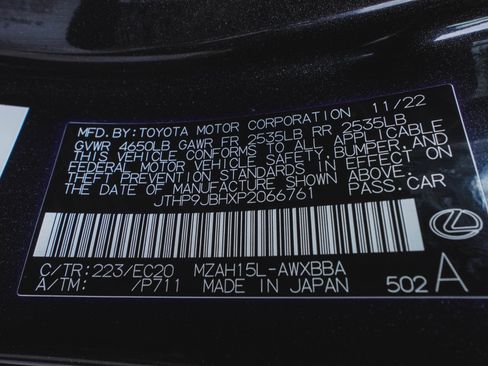 MFD. BY: TOYOTA MOTOR CORPORATION 11/22
GVWR 4650LB GAWR FR 2535LB RR 2535LB
THIS VEHICLE CONFORMS TO ALL APPLICABLE
FEDERAL MOTOR VEHICLE SAFETY, BUMPER, AND
THEFT PREVENTION STANDARDS IN EFFECT ON
THE DATE OF MANUFACTURE SHOWN ABOVE.
JTHP9JBHXP2066761 PASS. CAR
C/TR: 223/EC20 MZAH15L-AWXBBA
A/TM: /P711 MADE IN JAPAN 502 A